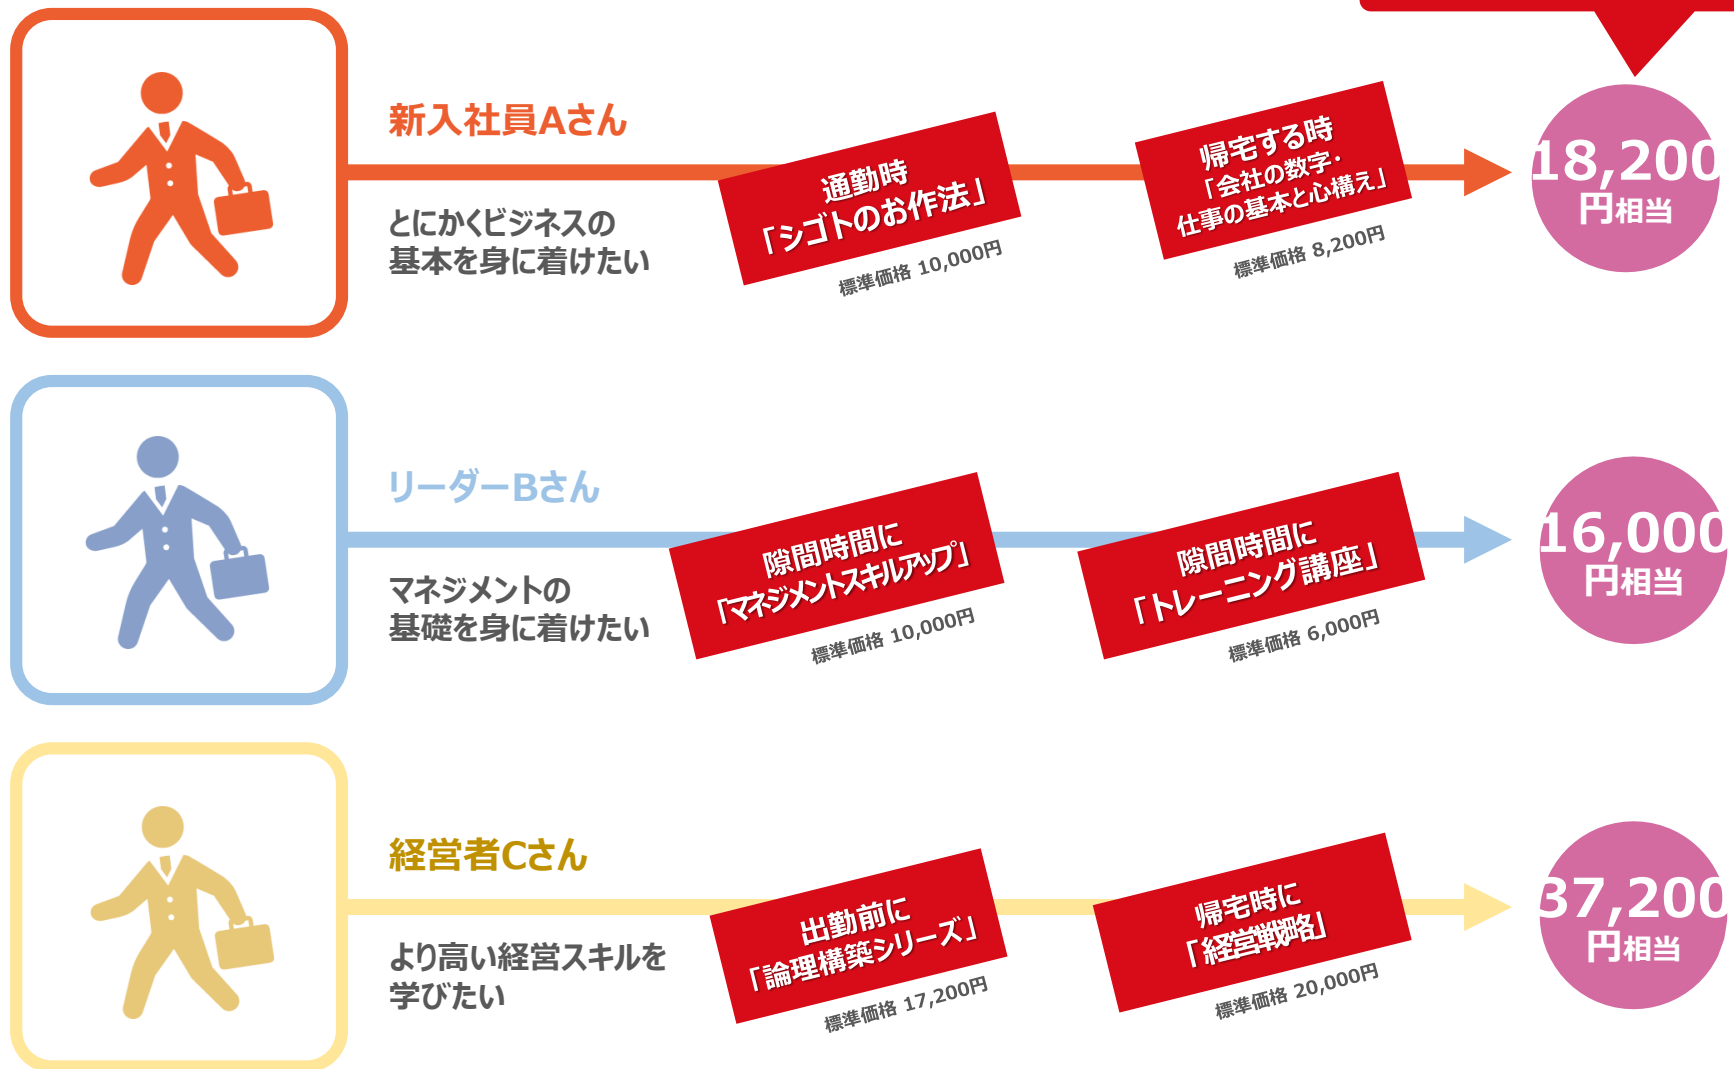 新入社員Aさん
とにかくビジネスの
基本を身に着けたい
通勤時
「シゴトのお作法」
標準価格 10,000円
帰宅する時
「会社の数字・
仕事の基本と心構え」
標準価格 8,200円
18,200
円相当
リーダーBさん
マネジメントの
基礎を身に着けたい
隙間時間に
「マネジメントスキルアップ」
標準価格 10,000円
隙間時間に
「トレーニング講座」
標準価格 6,000円
16,000
円相当
経営者Cさん
より高い経営スキルを
学びたい
出勤前に
「論理構築シリーズ」
標準価格 17,200円
帰宅時に
「経営戦略」
標準価格 20,000円
37,200
円相当